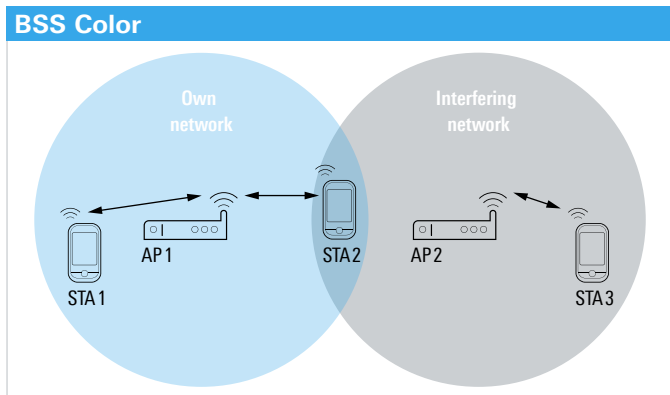 BSS Color
Own
network
Interfering
network
AP 1
STA 2
AP 2
STA 1
STA 3